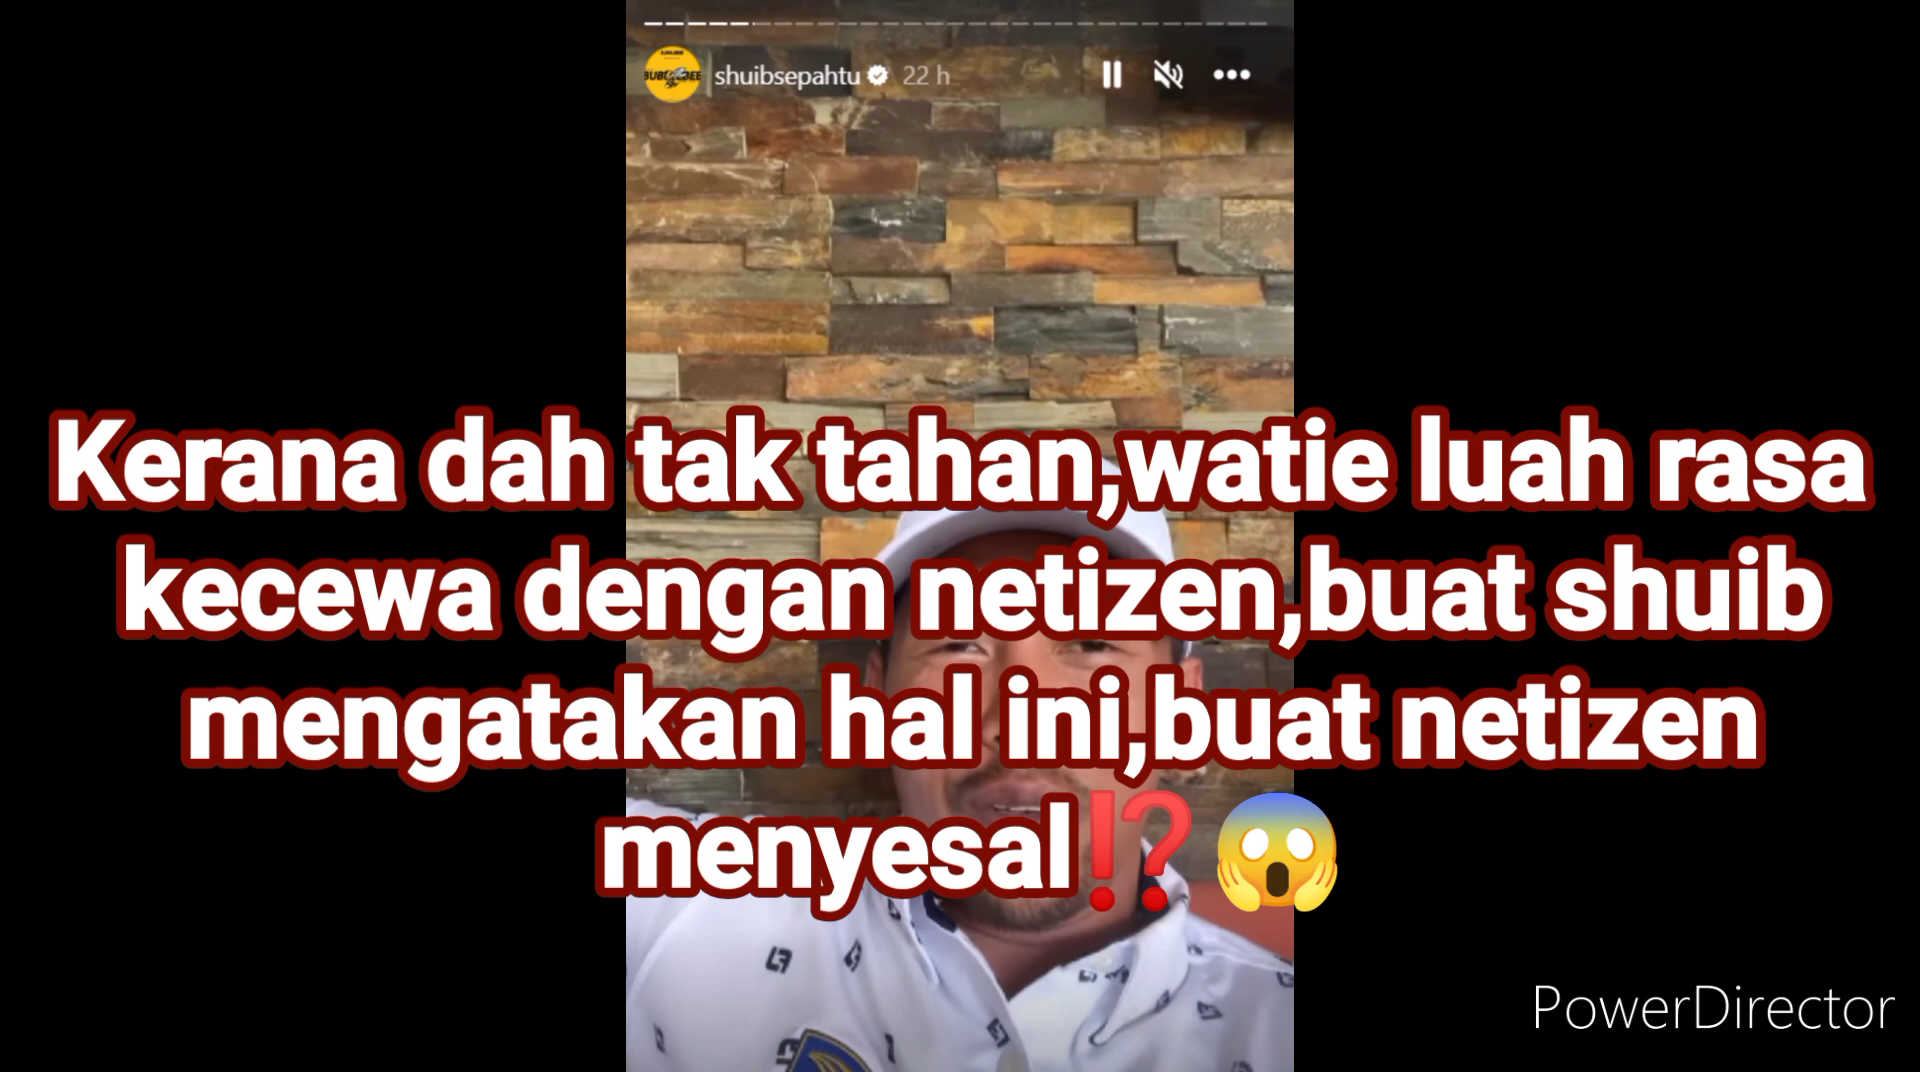 shuibsepahtu 22 h
Kerana dah tak tahan,watie luah rasa
kecewa dengan netizen,buat shuib
mengatakan hal ini,buat netizen
menyesal⁉️😱
PowerDirector